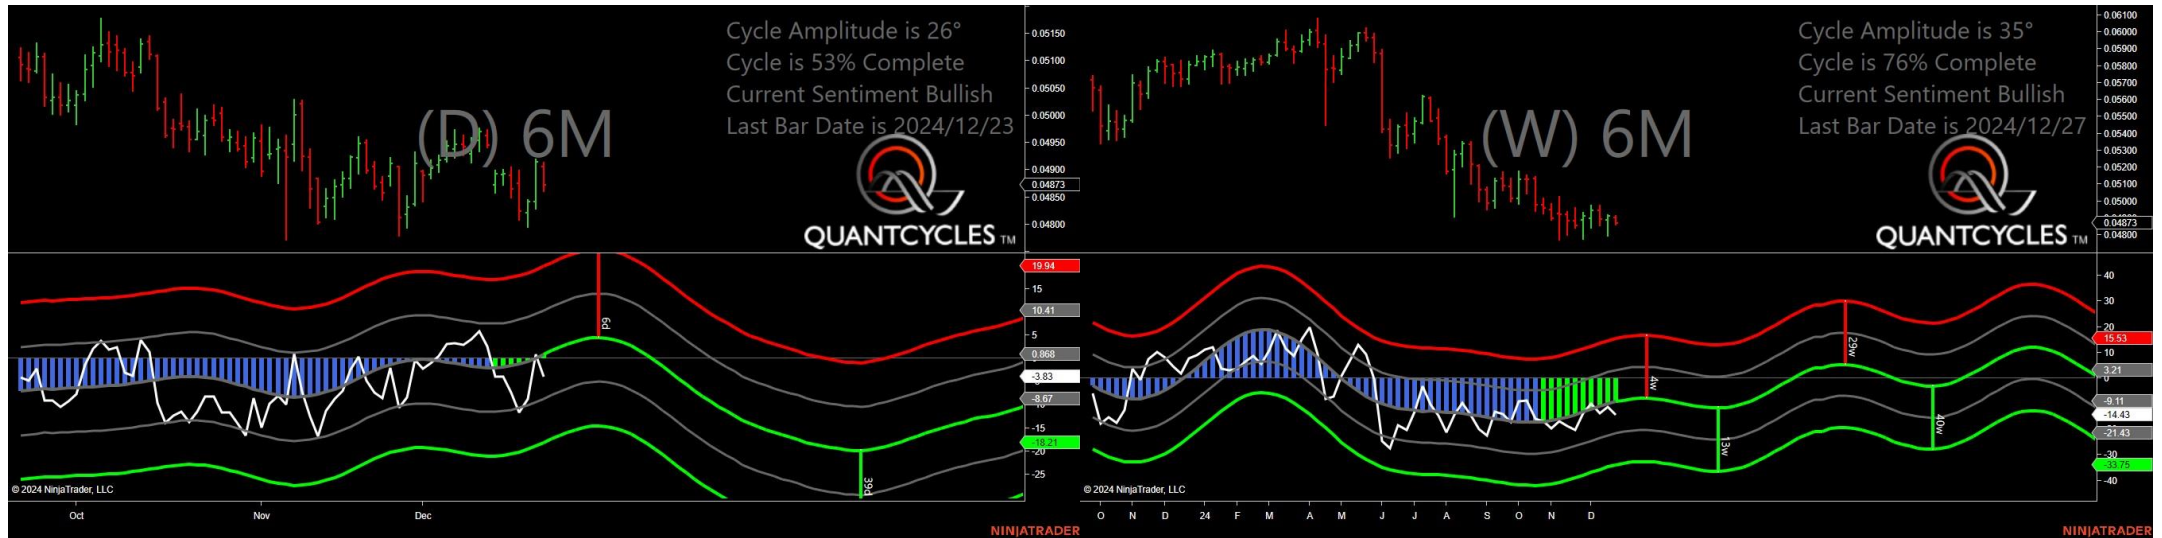 Cycle Amplitude is 26°
Cycle is 53% Complete
Current Sentiment Bullish
Last Bar Date is 2024/12/23
(D) 6M
QUANTCYCLES TM
0.05150
0.05100
0.05050
0.05000
0.04950
0.04900
0.04873
0.04850
0.04800
19.94
15
10.41
5
0.868
-3.83
-8.67
-15
-18.21
-20
-25
6d
39d
© 2024 NinjaTrader, LLC
Oct Nov Dec
NINJATRADER
Cycle Amplitude is 35°
Cycle is 76% Complete
Current Sentiment Bullish
Last Bar Date is 2024/12/27
(W) 6M
QUANTCYCLES TM
0.06100
0.06000
0.05900
0.05800
0.05700
0.05600
0.05500
0.05400
0.05300
0.05200
0.05100
0.05000
0.04873
0.04800
40
30
20
15.53
10
3.21
0
-9.11
-14.43
-21.43
-30
-33.75
-40
4w
13w
29w
40w
© 2024 NinjaTrader, LLC
O N D 24 F M A M J J A S O N D
NINJATRADER